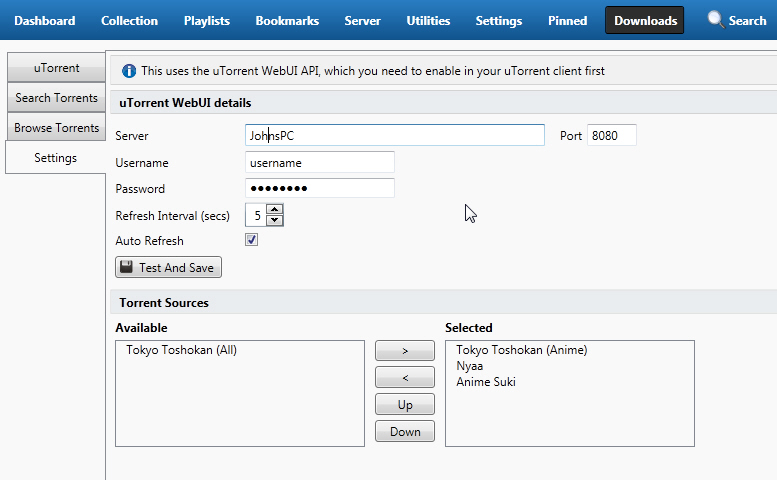 Dashboard Collection Playlists Bookmarks Server Utilities Settings Pinned Downloads Search
uTorrent
Search Torrents
Browse Torrents
Settings
This uses the uTorrent WebUI API, which you need to enable in your uTorrent client first
uTorrent WebUI details
Server JohnsPC Port 8080
Username username
Password ●●●●●●●●
Refresh Interval (secs) 5
Auto Refresh
Test And Save
Torrent Sources
Available Selected
Tokyo Toshokan (All)
>
<
Up
Down
Tokyo Toshokan (Anime)
Nyaa
Anime Suki